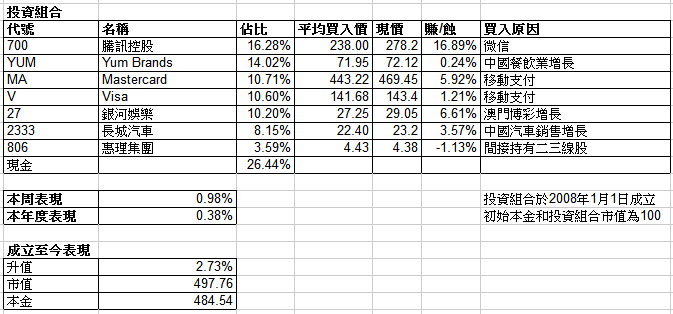 投資組合
代號 名稱 佔比 平均買入價 現價 賺/蝕 買入原因
700 騰訊控股 16.28% 238.00 278.2 16.89% 微信
YUM Yum Brands 14.02% 71.95 72.12 0.24% 中國餐飲業增長
MA Mastercard 10.71% 443.22 469.45 5.92% 移動支付
V Visa 10.60% 141.68 143.4 1.21% 移動支付
27 銀河娛樂 10.20% 27.25 29.05 6.61% 澳門博彩增長
2333 長城汽車 8.15% 22.40 23.2 3.57% 中國汽車銷售增長
806 惠理集團 3.59% 4.43 4.38 -1.13% 間接持有二三線股
現金 26.44%
本周表現 0.98% 投資組合於2008年1月1日成立
本年度表現 0.38% 初始本金和投資組合市值為100
成立至今表現
升值 2.73%
市值 497.76
本金 484.54